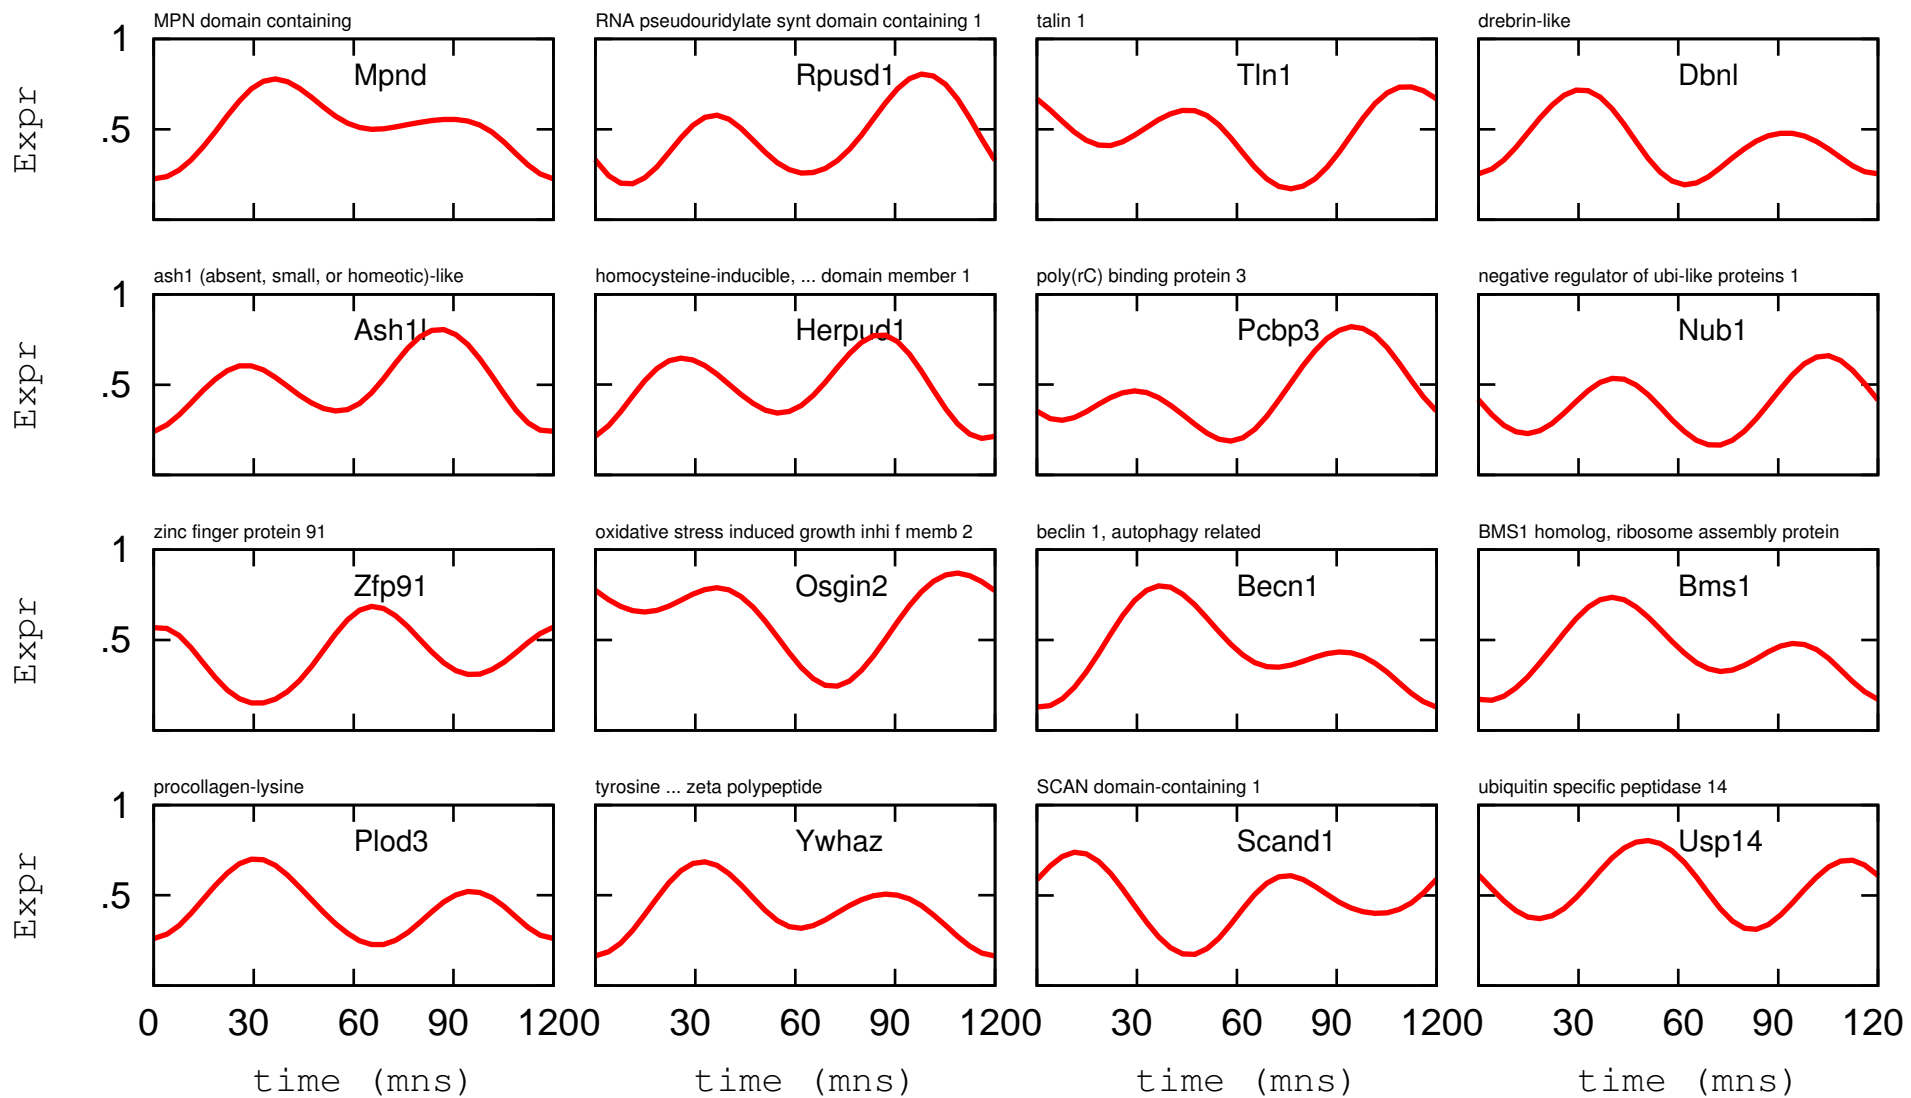 MPN domain containing
RNA pseudouridylate synt domain containing 1
talin 1
drebrin-like
1
.5
Expr
Mpnd
Rpusd1
Tln1
Dbnl
ash1 (absent, small, or homeotic)-like
homocysteine-inducible, ... domain member 1
poly(rC) binding protein 3
negative regulator of ubi-like proteins 1
1
.5
Expr
Ash1l
Herpud1
Pcbp3
Nub1
zinc finger protein 91
oxidative stress induced growth inhi f memb 2
beclin 1, autophagy related
BMS1 homolog, ribosome assembly protein
1
.5
Expr
Zfp91
Osgin2
Becn1
Bms1
procollagen-lysine
tyrosine ... zeta polypeptide
SCAN domain-containing 1
ubiquitin specific peptidase 14
1
.5
Expr
Plod3
Ywhaz
Scand1
Usp14
0 30 60 90 120
0 30 60 90 120
0 30 60 90 120
0 30 60 90 120
time (mns)
time (mns)
time (mns)
time (mns)